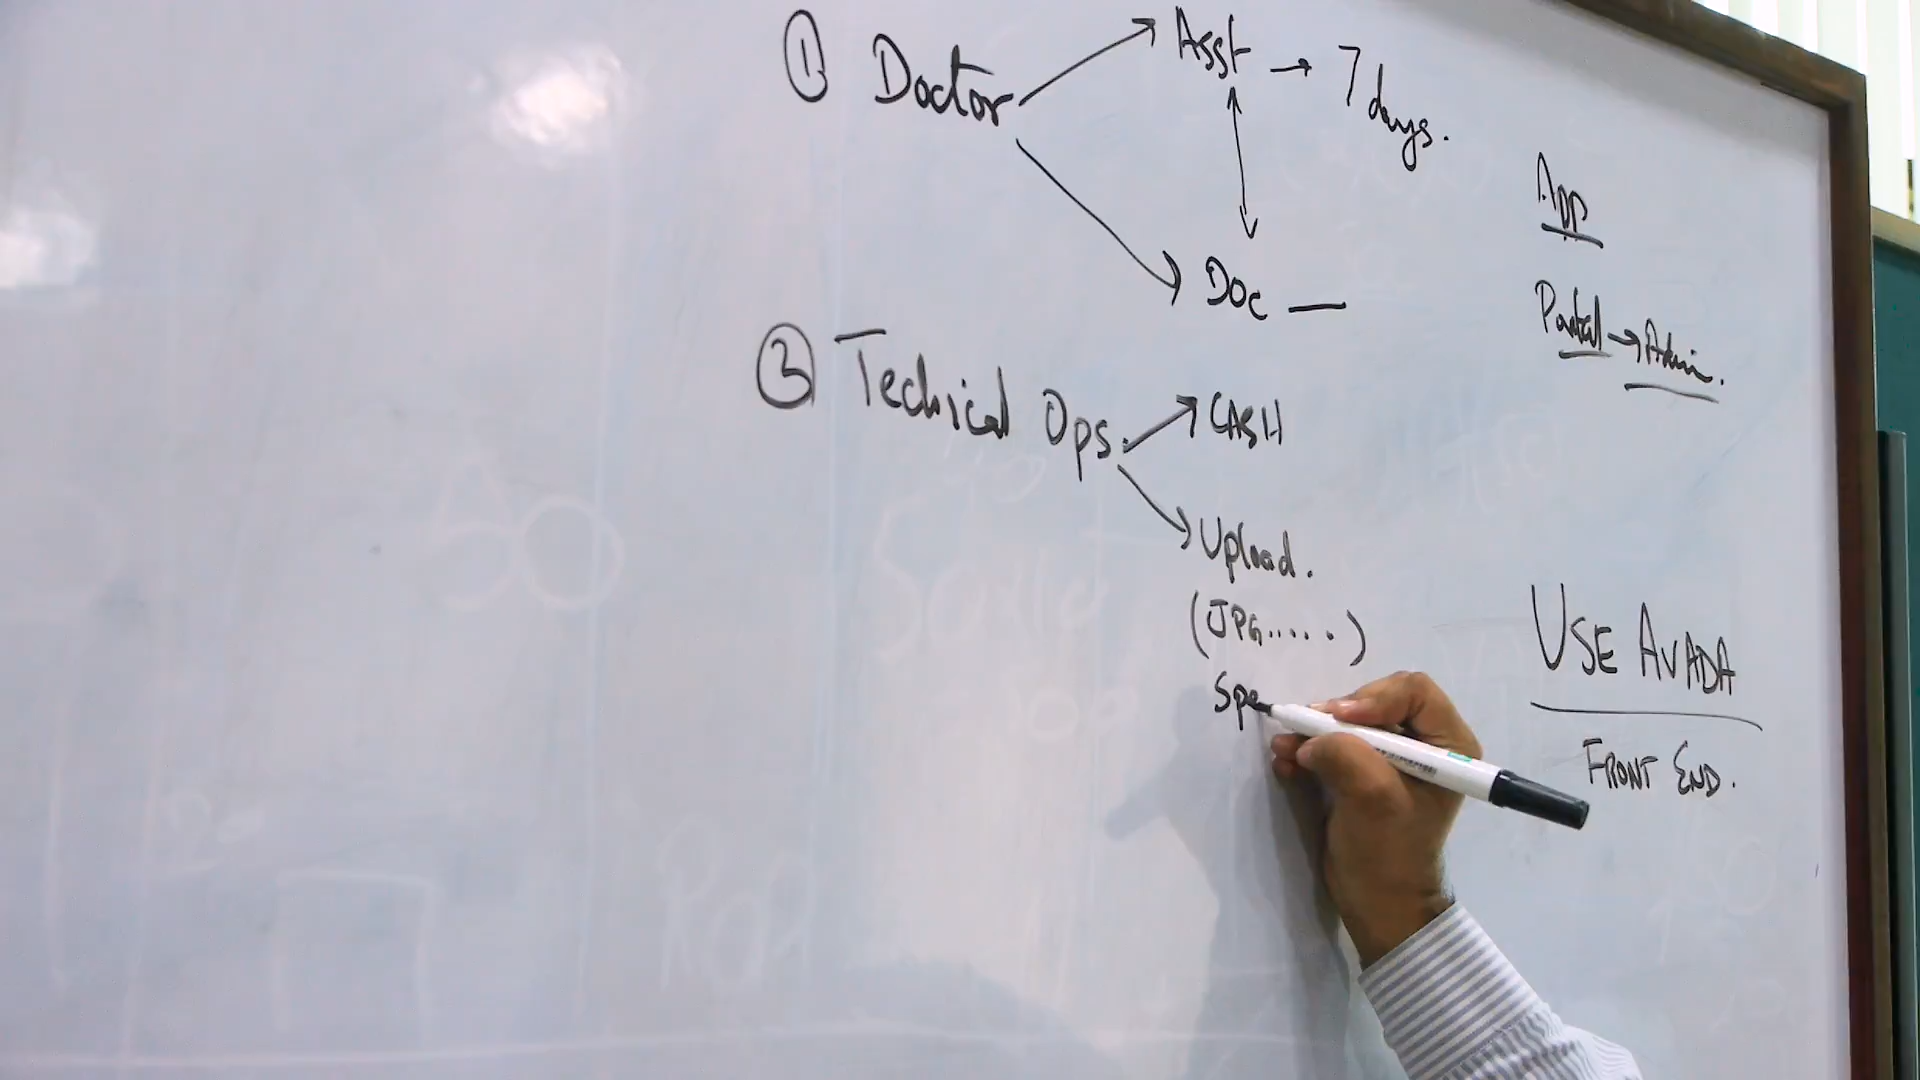 ① Doctor
Asst → 7 days.
Doc —
② Techical Ops.
CASH
Upload.
(JPG.....)
Spe
App
Portal → Admin.
USE AVADA
FRONT END.